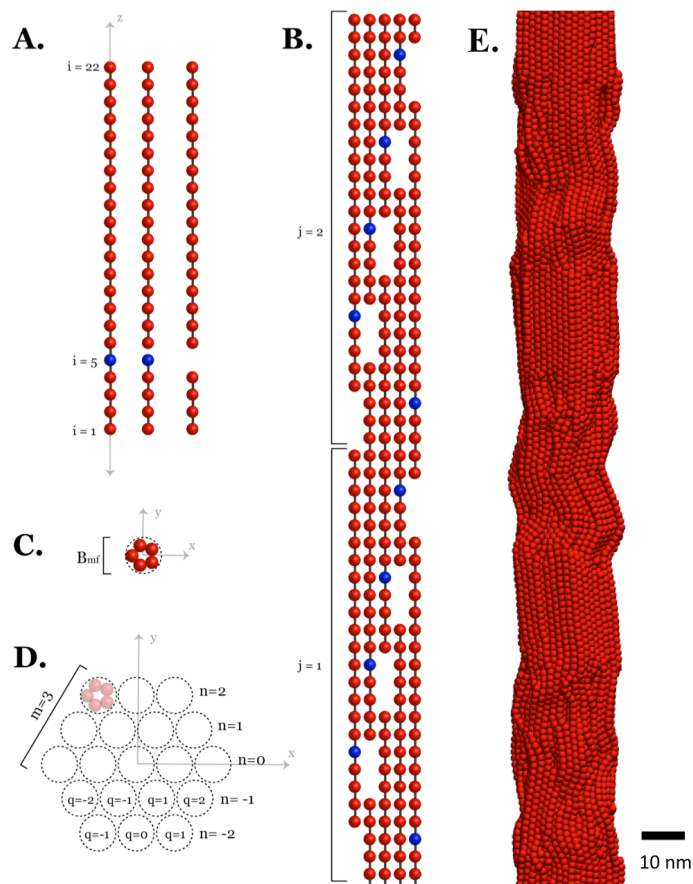 A.
z
i = 22
i = 5
i = 1
B.
j = 2
j = 1
C.
y
x
Bmf
D.
y
x
m=3
n=2
n=1
n=0
q=-2 q=-1 q=1 q=2 n= -1
q=-1 q=0 q=1 n= -2
E.
10 nm